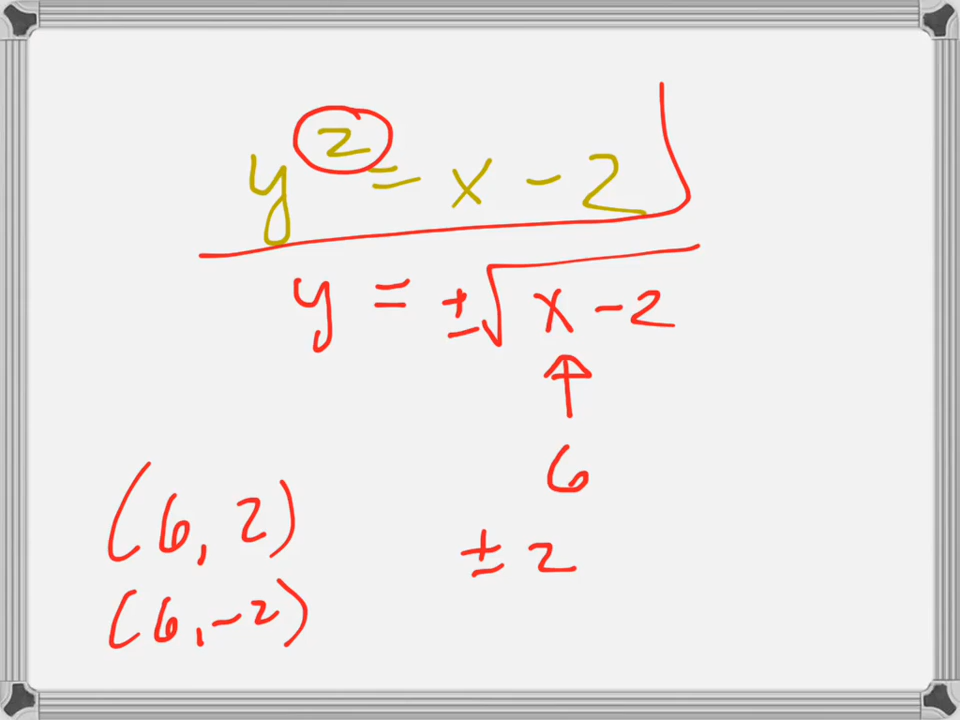 y² = x - 2
y = ±√x - 2
↑
6
(6, 2)
± 2
(6, -2)